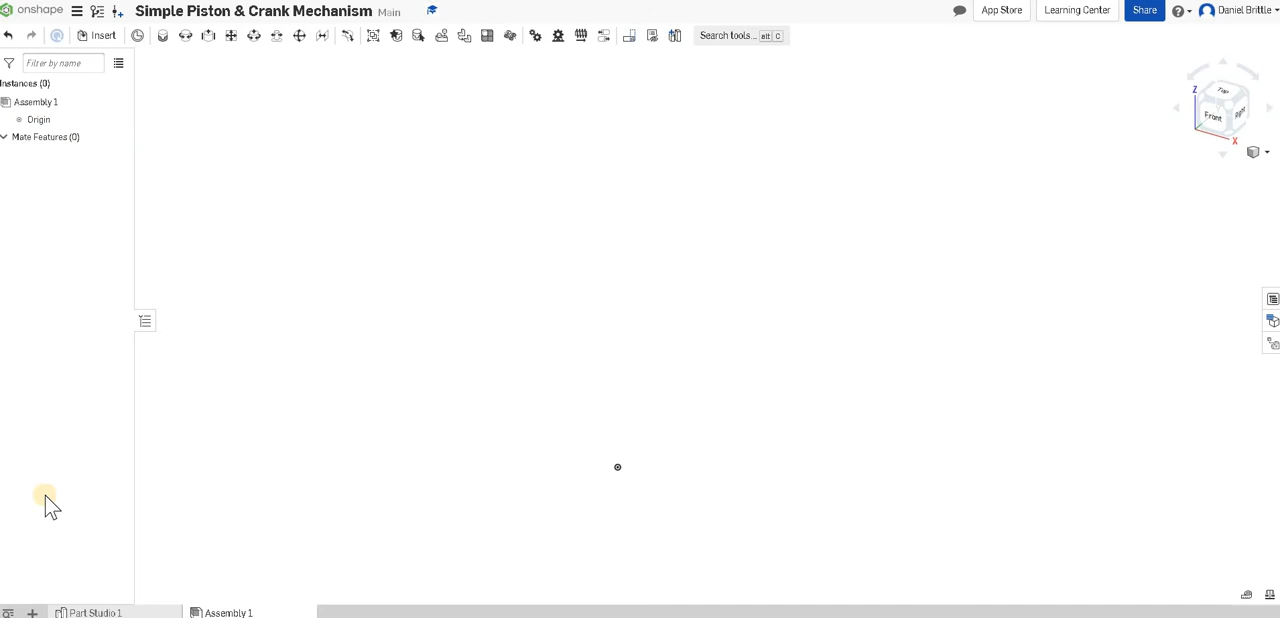 onshape Simple Piston & Crank Mechanism Main App Store Learning Center Share Daniel Brittle
Insert Search tools... alt C
Filter by name
Instances (0)
Assembly 1
Origin
Mate Features (0)
Top
Front
Right
Z
X
Part Studio 1 Assembly 1